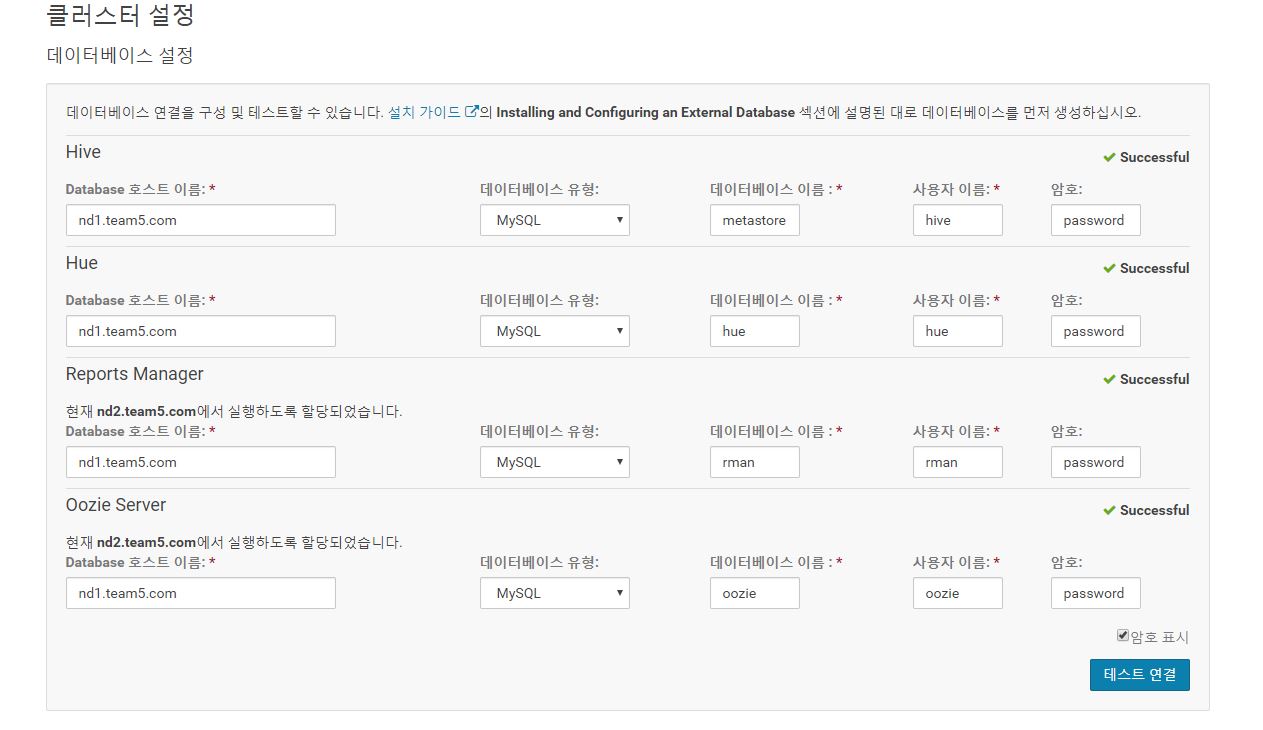 클러스터 설정
데이터베이스 설정
데이터베이스 연결을 구성 및 테스트할 수 있습니다. 설치 가이드의 Installing and Configuring an External Database 섹션에 설명된 대로 데이터베이스를 먼저 생성하십시오.
Hive
Successful
Database 호스트 이름: * 데이터베이스 유형: 데이터베이스 이름 : * 사용자 이름: * 암호:
nd1.team5.com MySQL metastore hive password
Hue
Successful
Database 호스트 이름: * 데이터베이스 유형: 데이터베이스 이름 : * 사용자 이름: * 암호:
nd1.team5.com MySQL hue hue password
Reports Manager
Successful
현재 nd2.team5.com에서 실행하도록 할당되었습니다.
Database 호스트 이름: * 데이터베이스 유형: 데이터베이스 이름 : * 사용자 이름: * 암호:
nd1.team5.com MySQL rman rman password
Oozie Server
Successful
현재 nd2.team5.com에서 실행하도록 할당되었습니다.
Database 호스트 이름: * 데이터베이스 유형: 데이터베이스 이름 : * 사용자 이름: * 암호:
nd1.team5.com MySQL oozie oozie password
암호 표시
테스트 연결